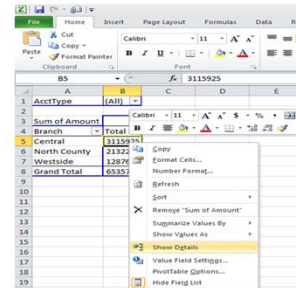 File Home Insert Page Layout Formulas Data R
Cut
Copy
Format Painter
Paste
Clipboard
Calibri 11 A A
B I U A
Font
B5 fx 3115925
A B C D E
1 AcctType (All)
2
3 Sum of Amount
4 Branch Total
5 Central 3115925
6 North County 21322
7 Westside 12876
8 Grand Total 65357
9
10
11
12
13
14
15
16
17
18
19
Calibri 11 A A $ % ,
B I A
Copy
Format Cells...
Number Format...
Refresh
Sort
Remove "Sum of Amount"
Summarize Values By
Show Values As
Show Details
Value Field Settings...
PivotTable Options...
Hide Field List